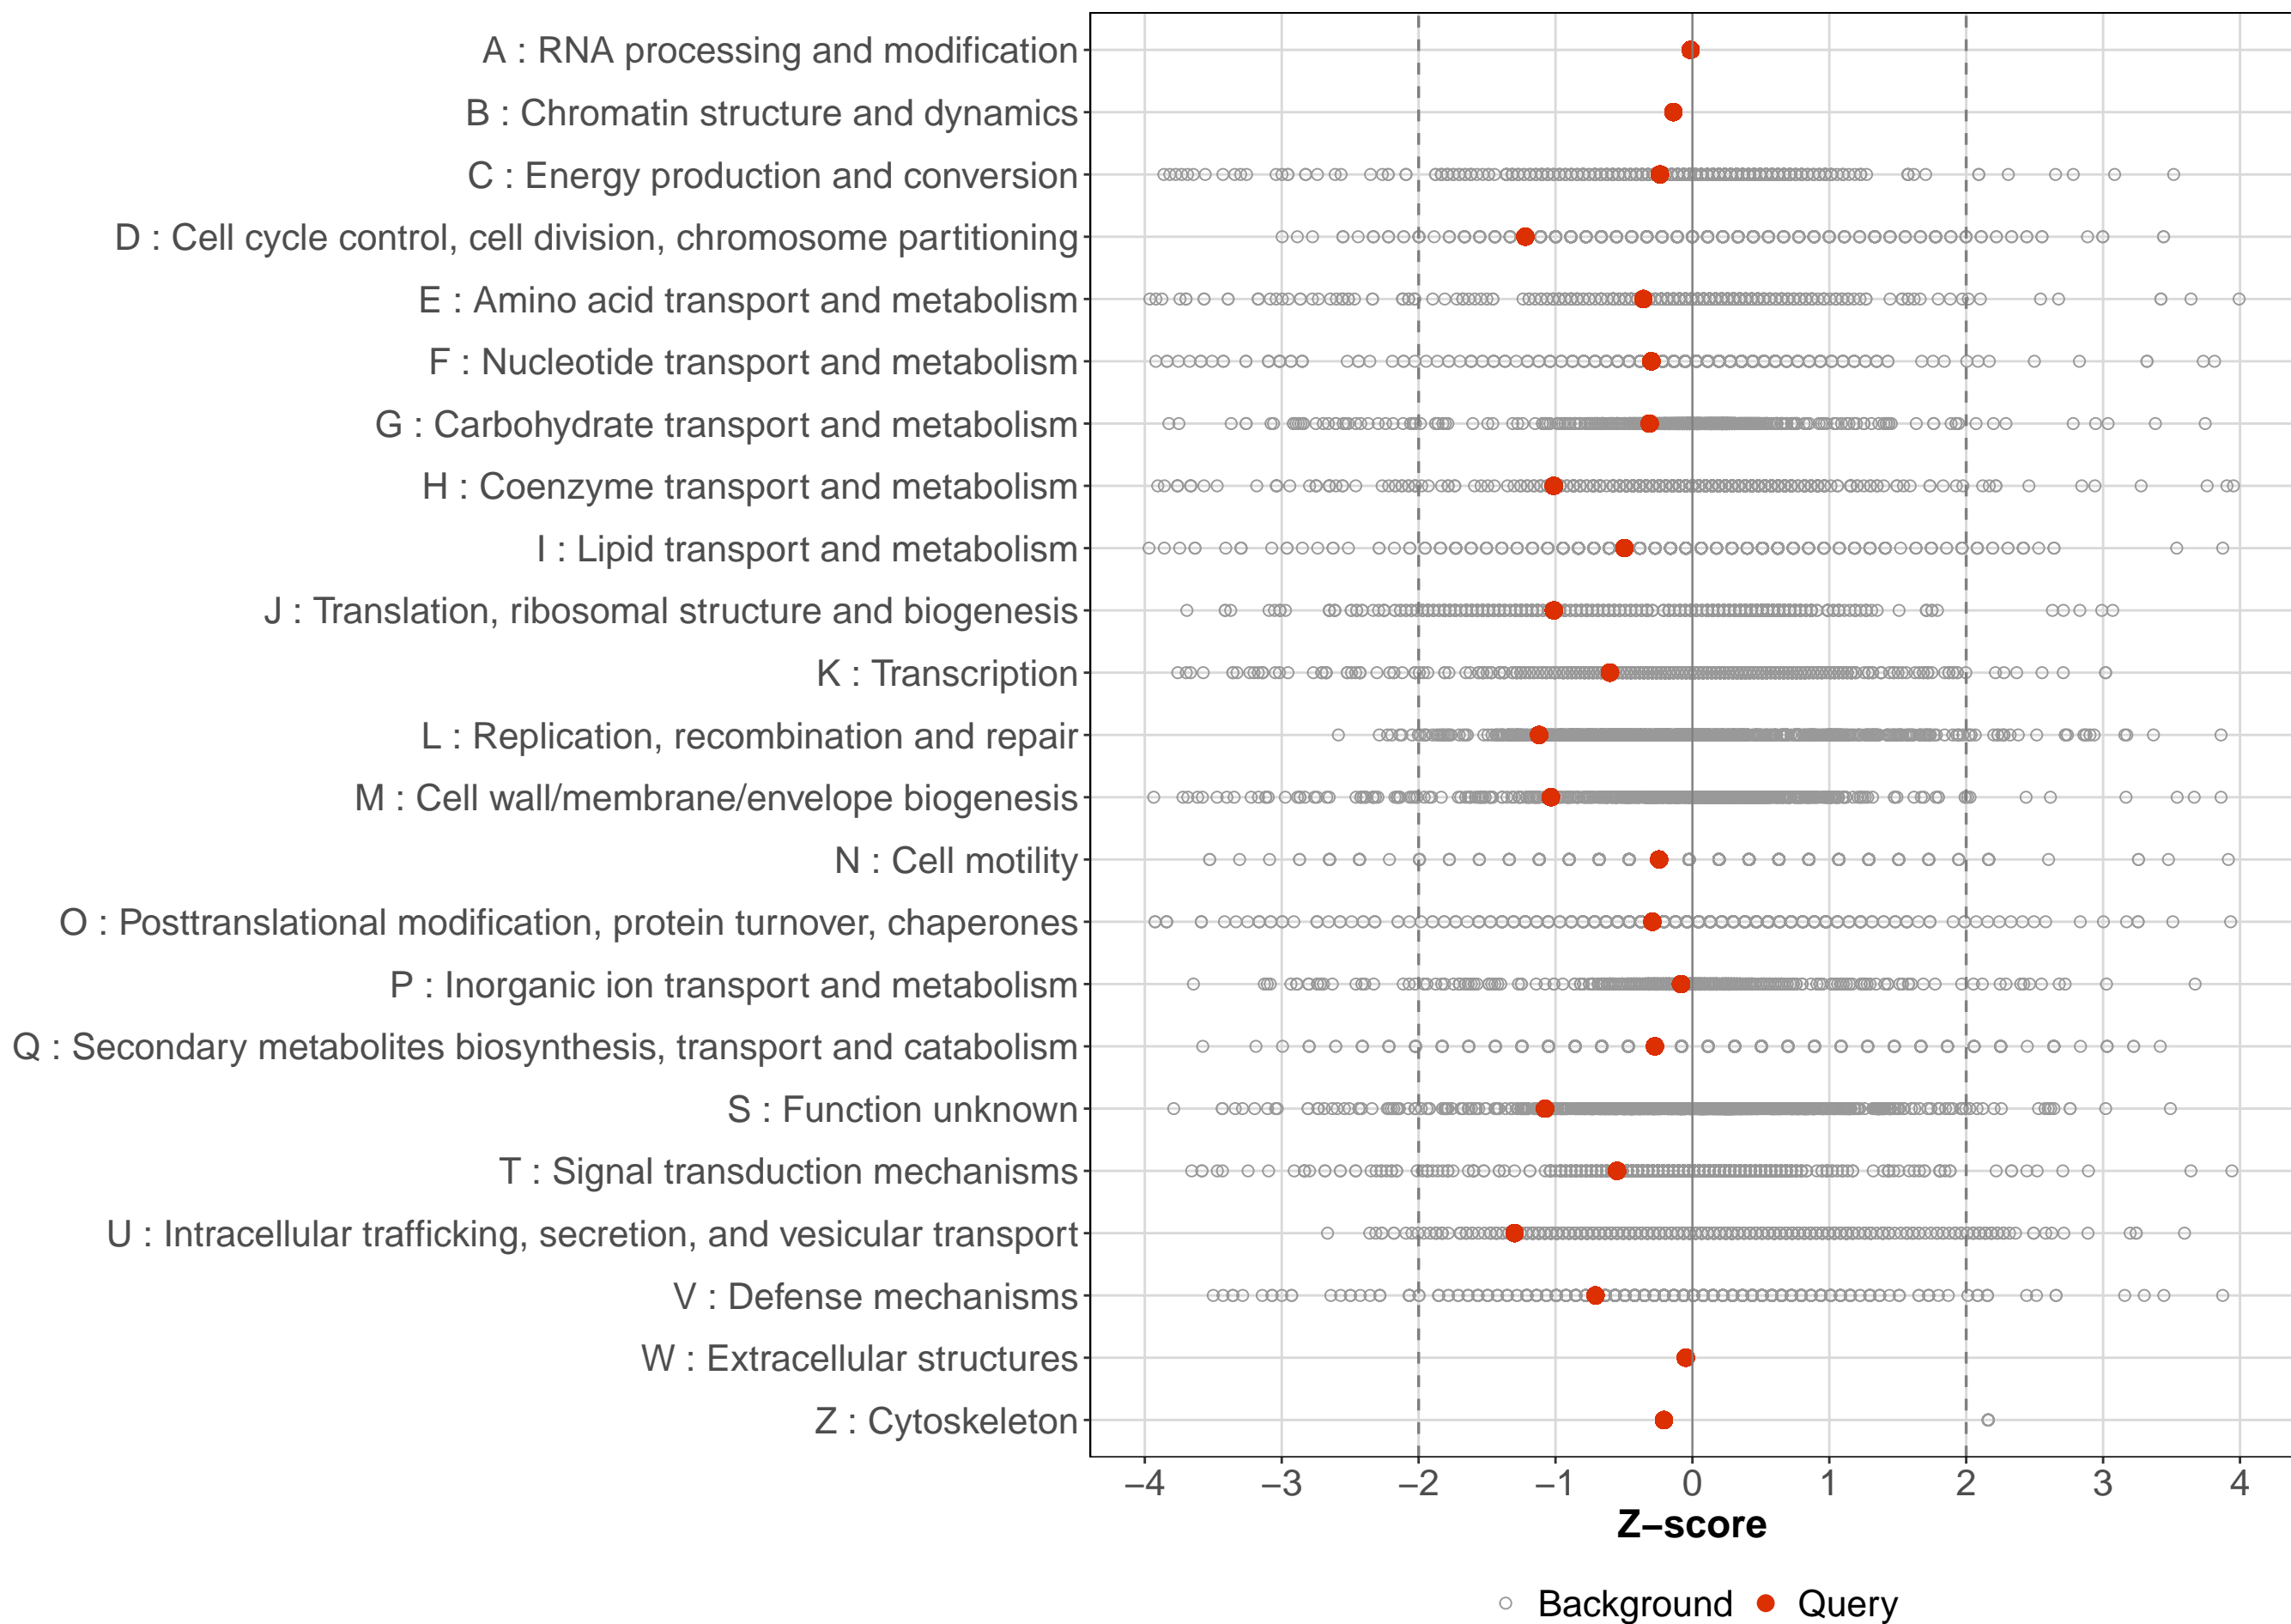 A : RNA processing and modification
B : Chromatin structure and dynamics
C : Energy production and conversion
D : Cell cycle control, cell division, chromosome partitioning
E : Amino acid transport and metabolism
F : Nucleotide transport and metabolism
G : Carbohydrate transport and metabolism
H : Coenzyme transport and metabolism
I : Lipid transport and metabolism
J : Translation, ribosomal structure and biogenesis
K : Transcription
L : Replication, recombination and repair
M : Cell wall/membrane/envelope biogenesis
N : Cell motility
O : Posttranslational modification, protein turnover, chaperones
P : Inorganic ion transport and metabolism
Q : Secondary metabolites biosynthesis, transport and catabolism
S : Function unknown
T : Signal transduction mechanisms
U : Intracellular trafficking, secretion, and vesicular transport
V : Defense mechanisms
W : Extracellular structures
Z : Cytoskeleton
−4 −3 −2 −1 0 1 2 3 4
Z−score
Background Query